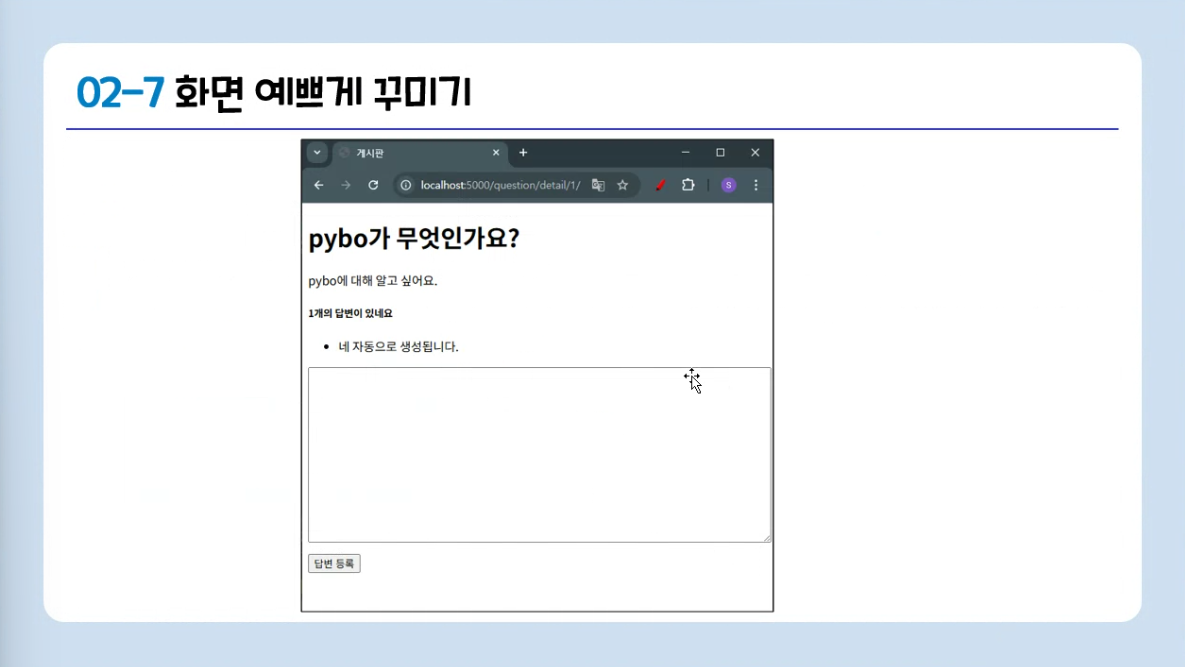 02-7 화면 예쁘게 꾸미기
게시판
localhost:5000/question/detail/1/
S
pybo가 무엇인가요?
pybo에 대해 알고 싶어요.
1개의 답변이 있네요
• 네 자동으로 생성됩니다.
답변 등록